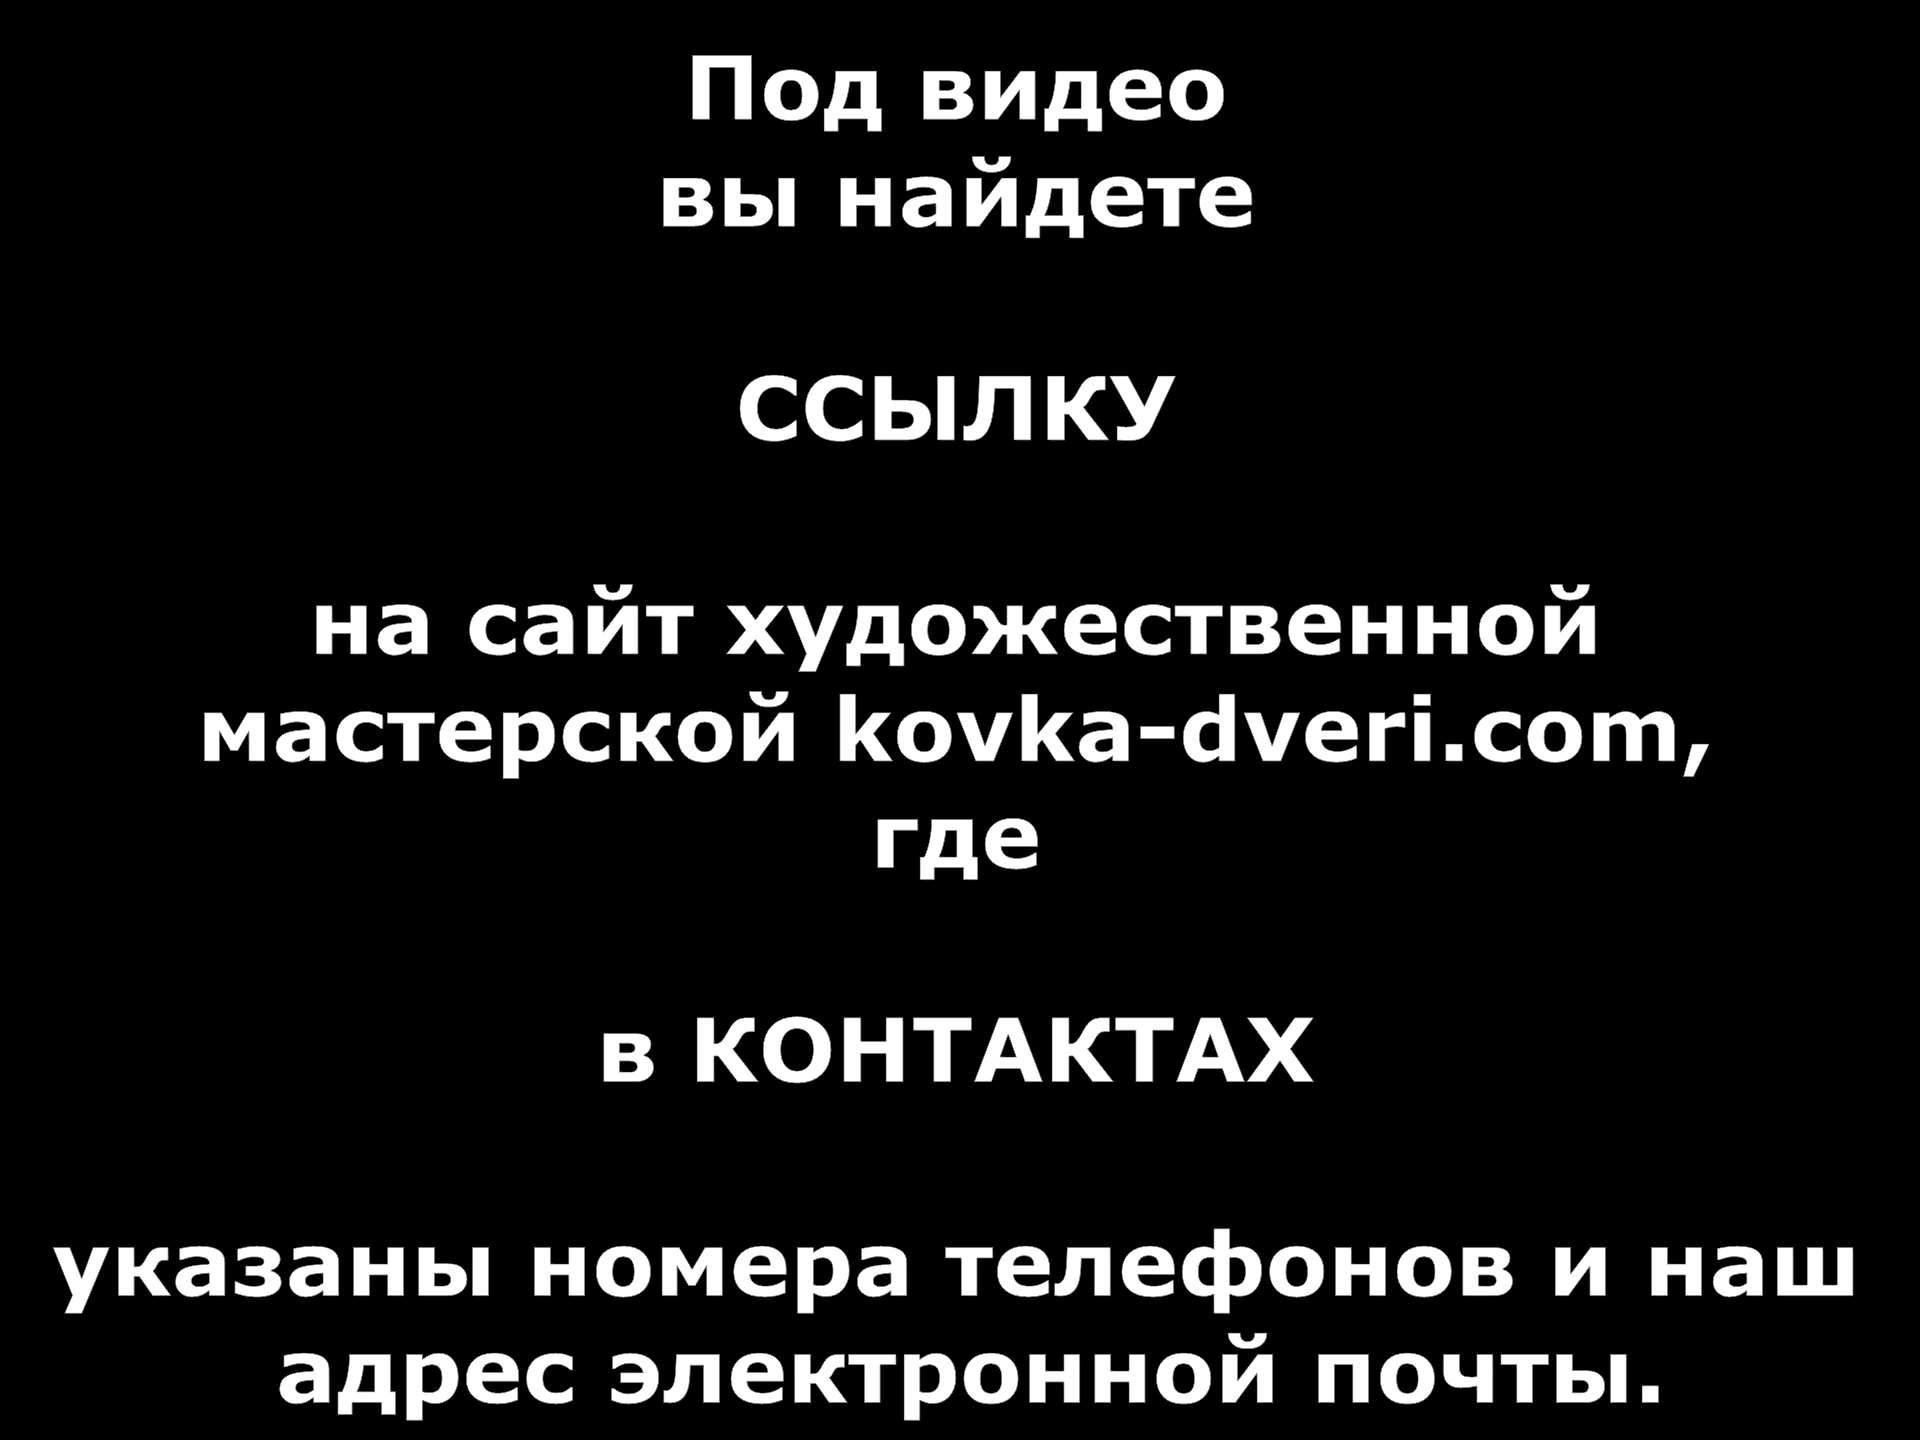 Под видео
вы найдете
ССЫЛКУ
на сайт художественной
мастерской kovka-dveri.com,
где
в КОНТАКТАХ
указаны номера телефонов и наш
адрес электронной почты.